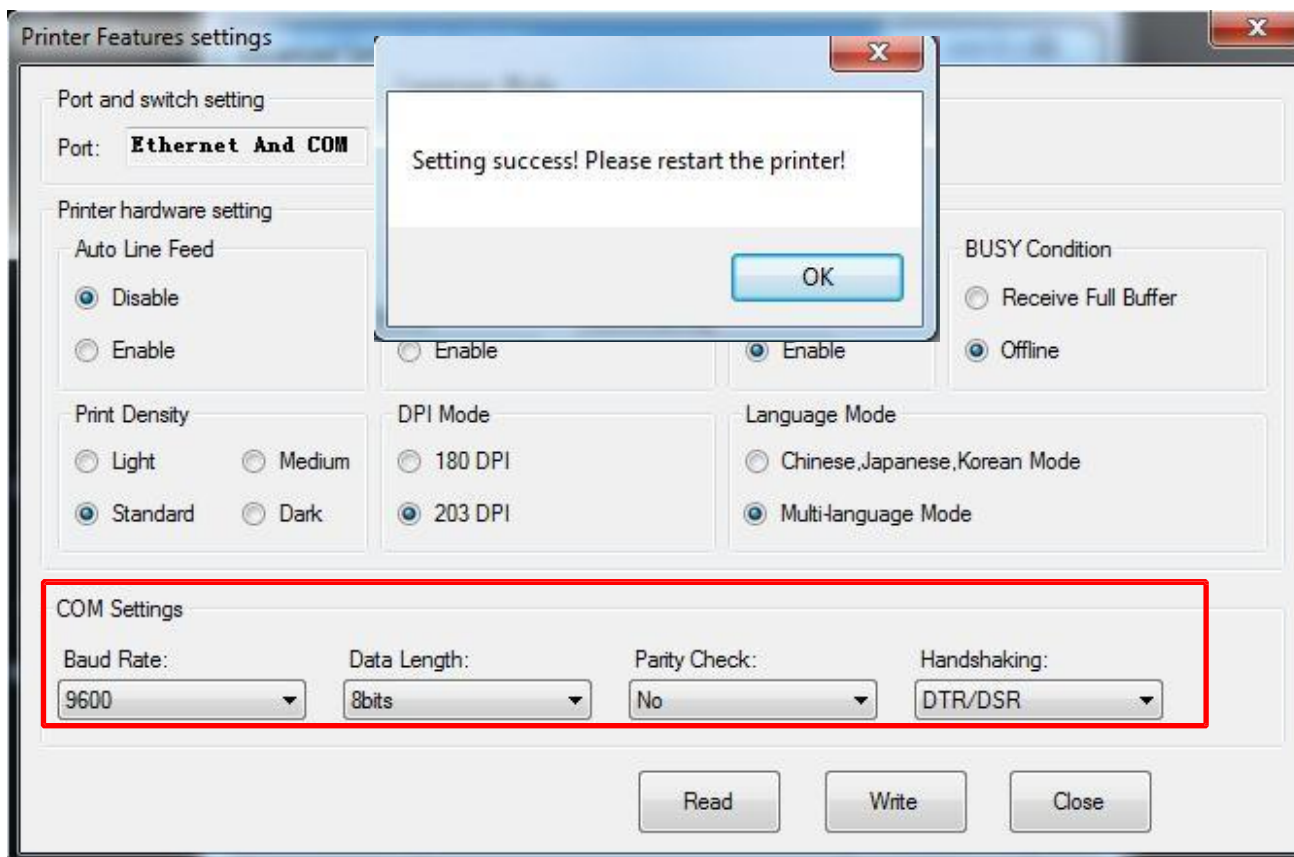 Printer Features settings
Setting success! Please restart the printer!
OK
Port and switch setting
Port: Ethernet And COM
Printer hardware setting
Auto Line Feed
BUSY Condition
Disable
Receive Full Buffer
Enable
Enable
Enable
Offline
Print Density
DPI Mode
Language Mode
Light
Medium
180 DPI
Chinese,Japanese,Korean Mode
Standard
Dark
203 DPI
Multi-language Mode
COM Settings
Baud Rate:
Data Length:
Parity Check:
Handshaking:
9600
8bits
No
DTR/DSR
Read
Write
Close